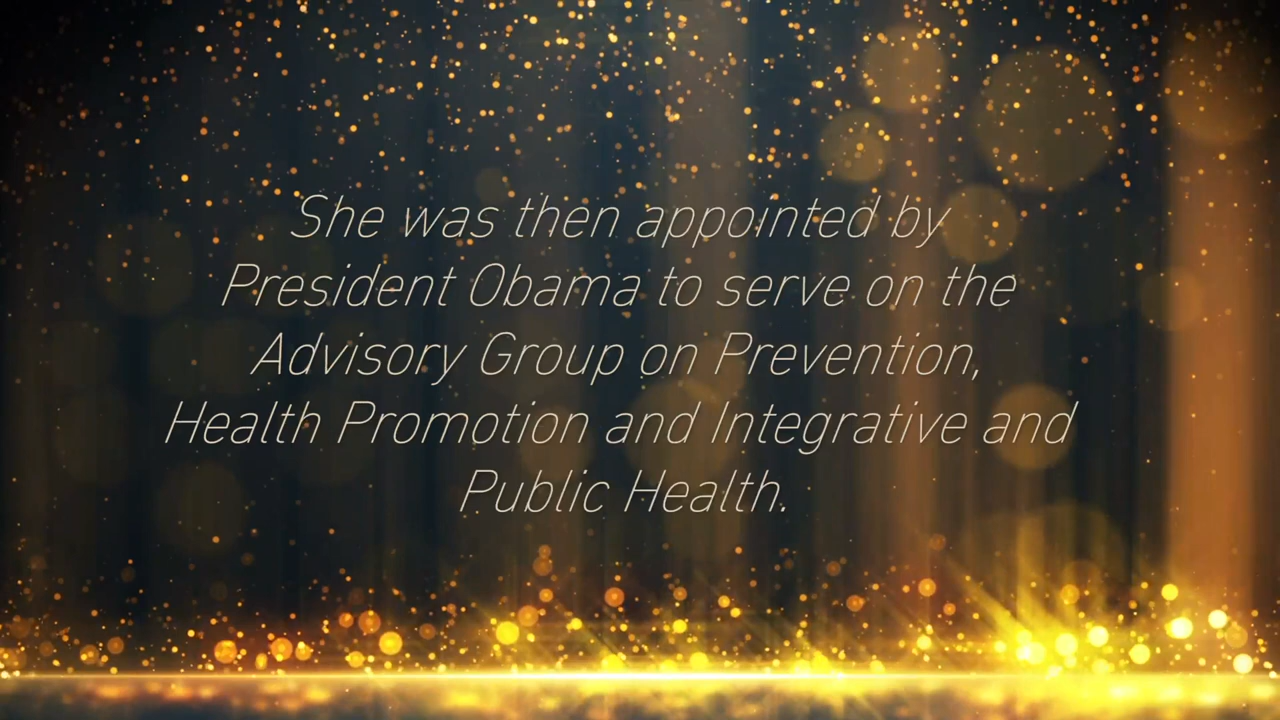 She was then appointed by
President Obama to serve on the
Advisory Group on Prevention,
Health Promotion and Integrative and
Public Health.